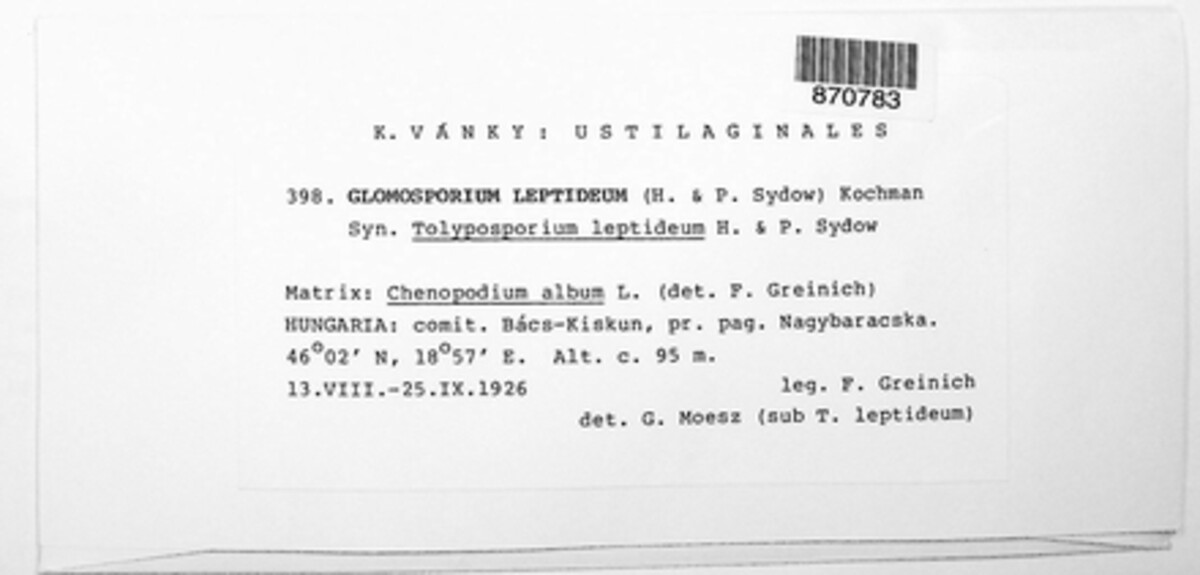 870783
K. VÁNKY: USTILAGINALES
398. GLOMOSPORIUM LEPTIDEUM (H. & P. Sydow) Kochman
Syn. Tolyposporium leptideum H. & P. Sydow
Matrix: Chenopodium album L. (det. F. Greinich)
HUNGARIA: comit. Bács-Kiskun, pr. pag. Nagybaracska.
46°02' N, 18°57' E. Alt. c. 95 m.
13.VIII.-25.IX.1926 leg. F. Greinich
det. G. Moesz (sub T. leptideum)